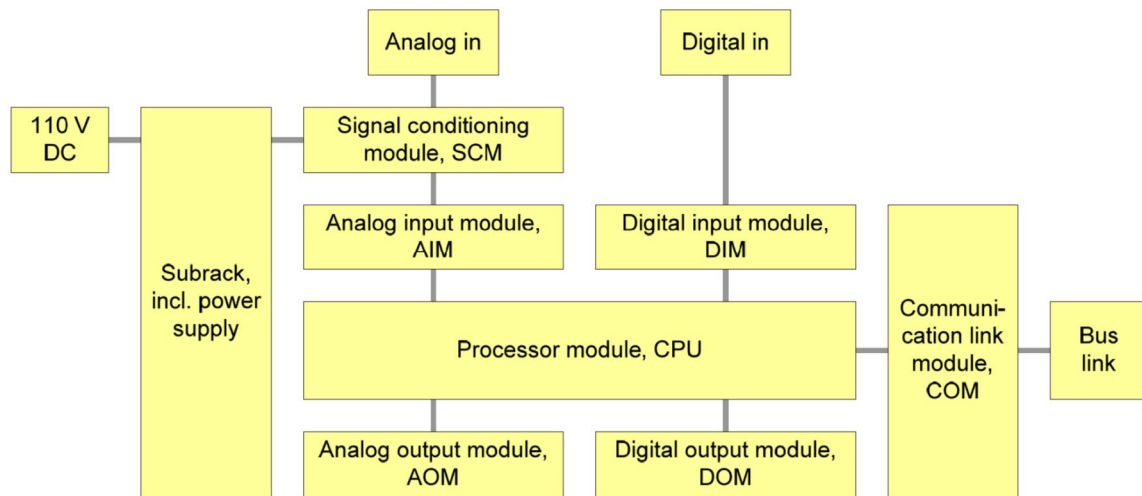 Analog in
Digital in
110 V
DC
Signal conditioning
module, SCM
Analog input module,
AIM
Digital input module,
DIM
Subrack,
incl. power
supply
Processor module, CPU
Communi-
cation link
module,
COM
Bus
link
Analog output module,
AOM
Digital output module,
DOM